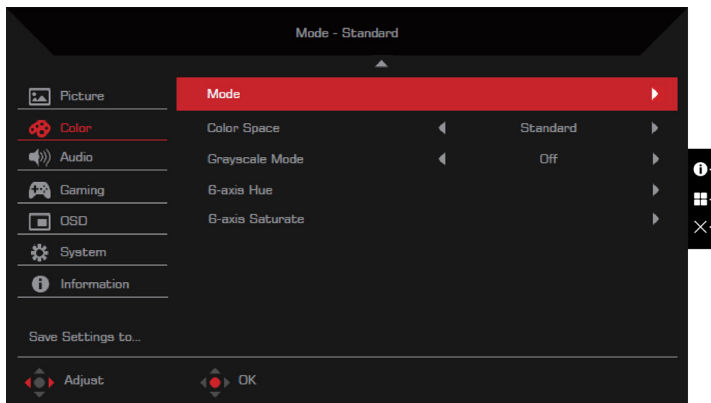 Mode - Standard
Picture
Mode
Color
Color Space
Standard
Audio
Grayscale Mode
Off
Gaming
6-axis Hue
OSD
6-axis Saturate
System
Information
Save Settings to...
Adjust
OK